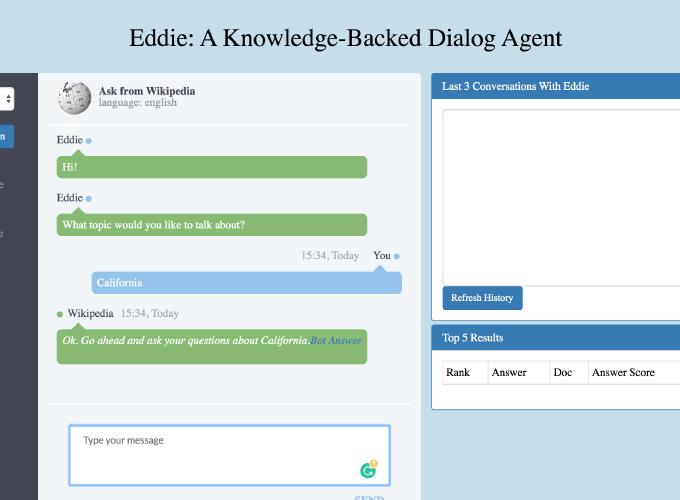 Eddie: A Knowledge-Backed Dialog Agent
n
e
e
Ask from Wikipedia
language: english
Eddie
Hi!
Eddie
What topic would you like to talk about?
15:34, Today You
California
Wikipedia 15:34, Today
Ok. Go ahead and ask your questions about California.Bot Answer
Type your message
SEND
Last 3 Conversations With Eddie
Refresh History
Top 5 Results
Rank Answer Doc Answer Score